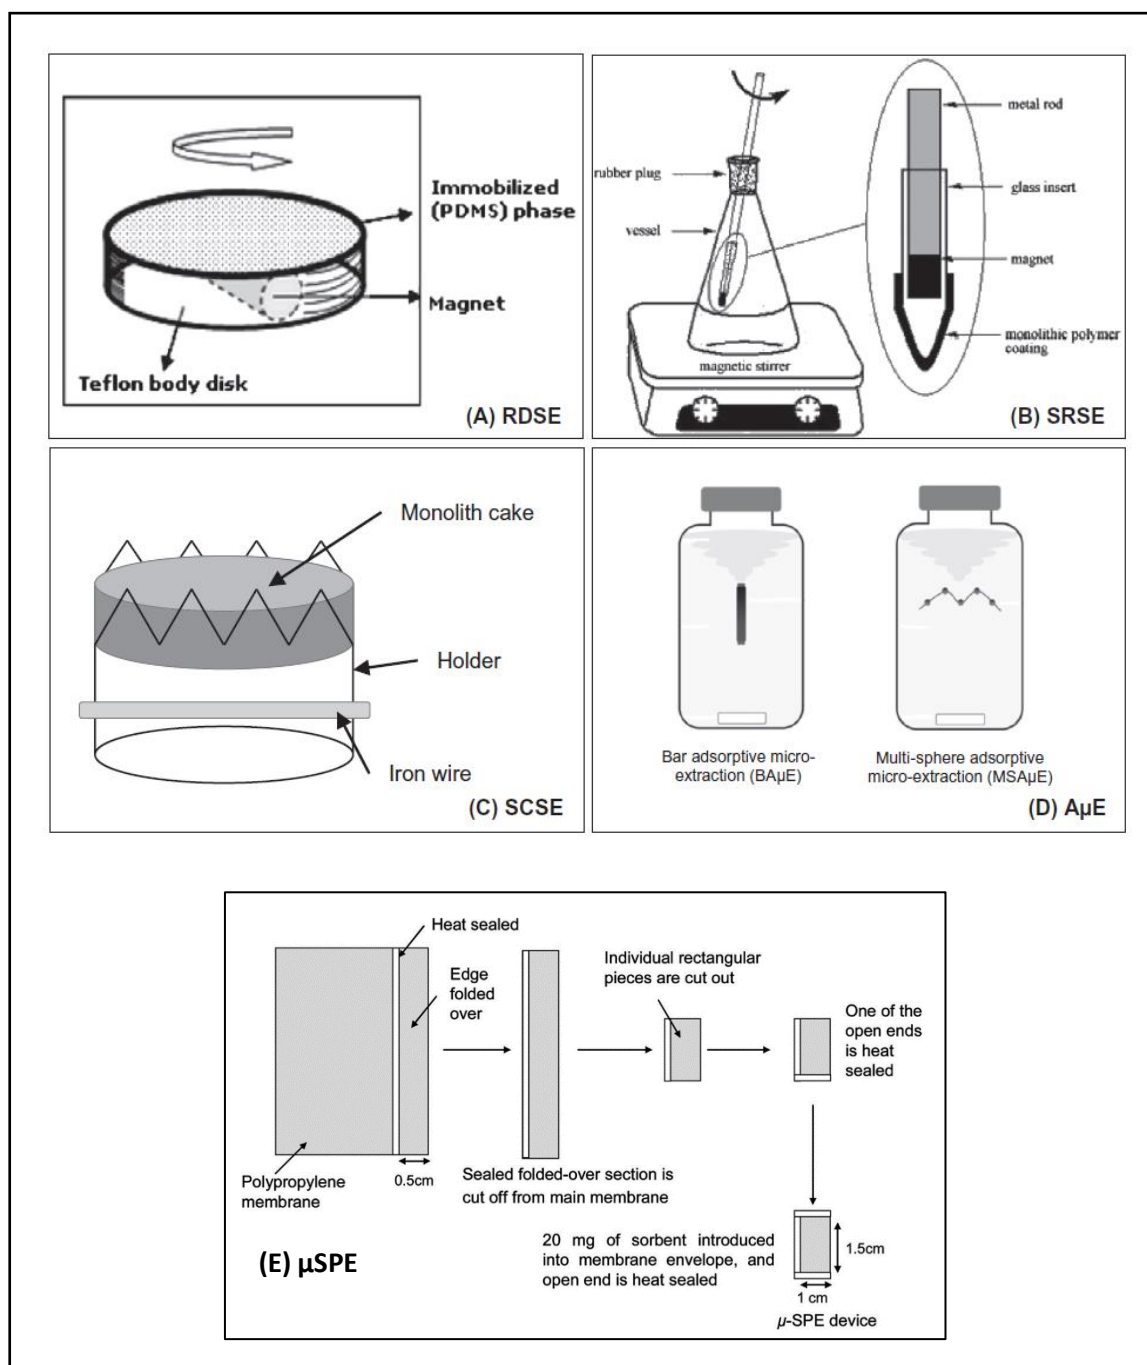 Immobilized
(PDMS) phase
Magnet
Teflon body disk
(A) RDSE
metal rod
rubber plug
glass insert
vessel
magnet
monolithic polymer
coating
magnetic stirrer
(B) SRSE
Monolith cake
Holder
Iron wire
(C) SCSE
Bar adsorptive micro-
extraction (BAµE)
Multi-sphere adsorptive
micro-extraction (MSAµE)
(D) AµE
Heat sealed
Edge
folded
over
Individual rectangular
pieces are cut out
One of the
open ends
is heat
sealed
Polypropylene
membrane
0.5cm
Sealed folded-over section is
cut off from main membrane
20 mg of sorbent introduced
into membrane envelope, and
open end is heat sealed
1.5cm
1 cm
µ-SPE device
(E) µSPE